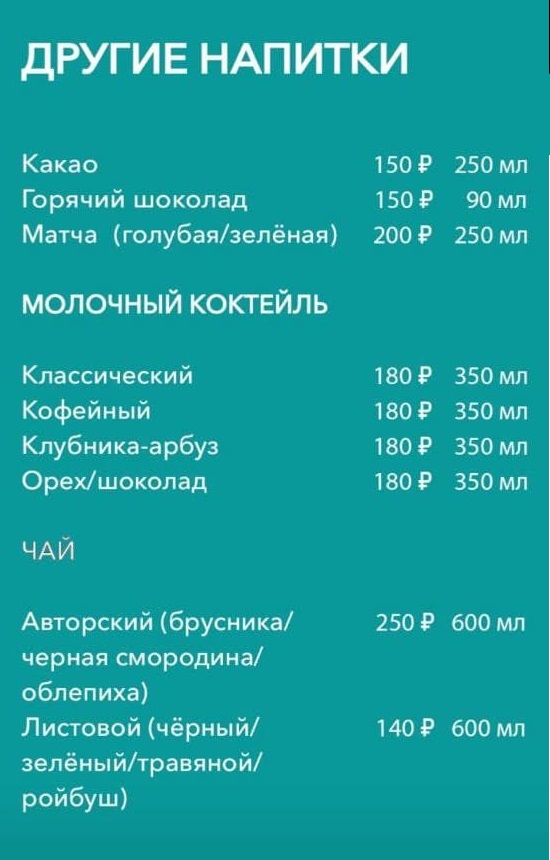 ДРУГИЕ НАПИТКИ
Какао 150 ₽ 250 мл
Горячий шоколад 150 ₽ 90 мл
Матча (голубая/зелёная) 200 ₽ 250 мл
МОЛОЧНЫЙ КОКТЕЙЛЬ
Классический 180 ₽ 350 мл
Кофейный 180 ₽ 350 мл
Клубника-арбуз 180 ₽ 350 мл
Орех/шоколад 180 ₽ 350 мл
ЧАЙ
Авторский (брусника/ 250 ₽ 600 мл
черная смородина/
облепиха)
Листовой (чёрный/ 140 ₽ 600 мл
зелёный/травяной/
ройбуш)